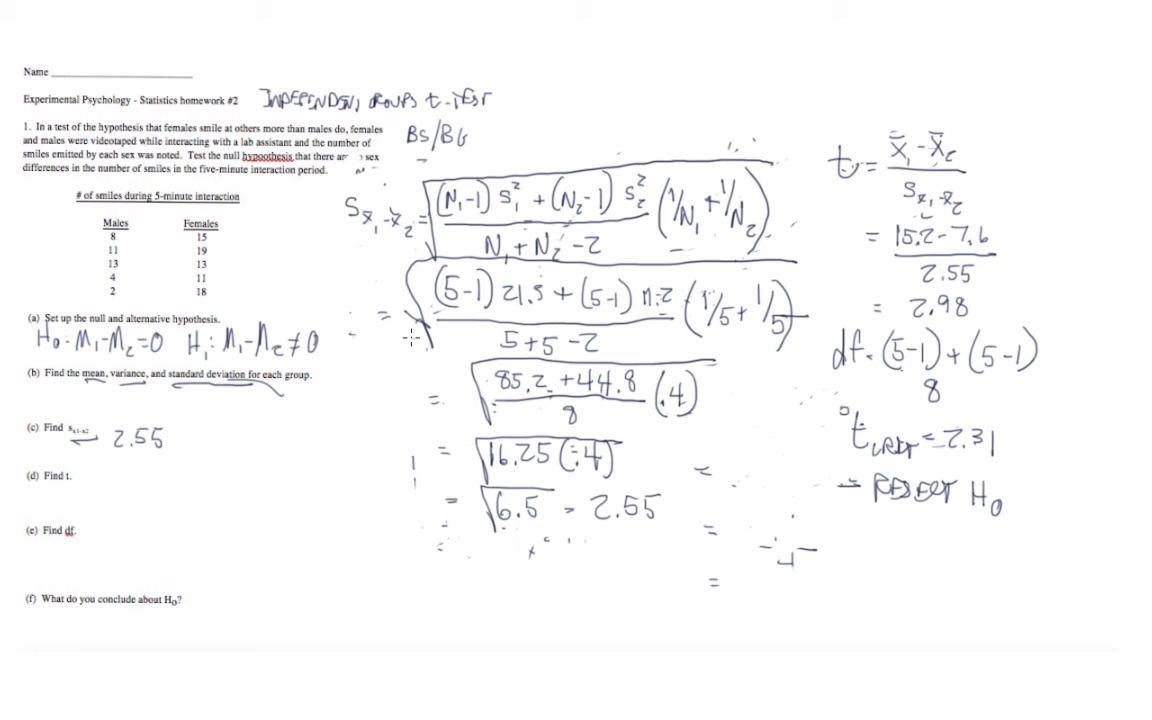 Name ____________________
Experimental Psychology - Statistics homework #2
INDEPENDENT GROUPS t-TEST
BS/BG
1. In a test of the hypothesis that females smile at others more than males do, females
and males were videotaped while interacting with a lab assistant and the number of
smiles emitted by each sex was noted. Test the null hypoothesis that there ar sex
differences in the number of smiles in the five-minute interaction period.
# of smiles during 5-minute interaction
Males Females
8 15
11 19
13 13
4 11
2 18
(a) Set up the null and alternative hypothesis.
H₀: M₁-M₂=0 H₁: M₁-M₂≠0
(b) Find the mean, variance, and standard deviation for each group.
(c) Find sx1-x2 2.55
(d) Find t.
(e) Find df.
(f) What do you conclude about H0?
S x̄₁-x̄₂ = √ (N₁-1) S₁² + (N₂-1) S₂² (1/N₁ + 1/N₂)
N₁ + N₂ -2
= √ (5-1) 21.3 + (5-1) 11.2 (1/5 + 1/5)
5+5-2
= √ 85.2 + 44.8 (.4)
8
= √16.25 (.4)
= √6.5 = 2.55
t = x̄₁ - x̄₂
S x̄₁-x̄₂
= 15.2-7.6
2.55
= 2.98
df = (5-1) + (5-1)
8
t CRIT = 2.31
REJECT H₀